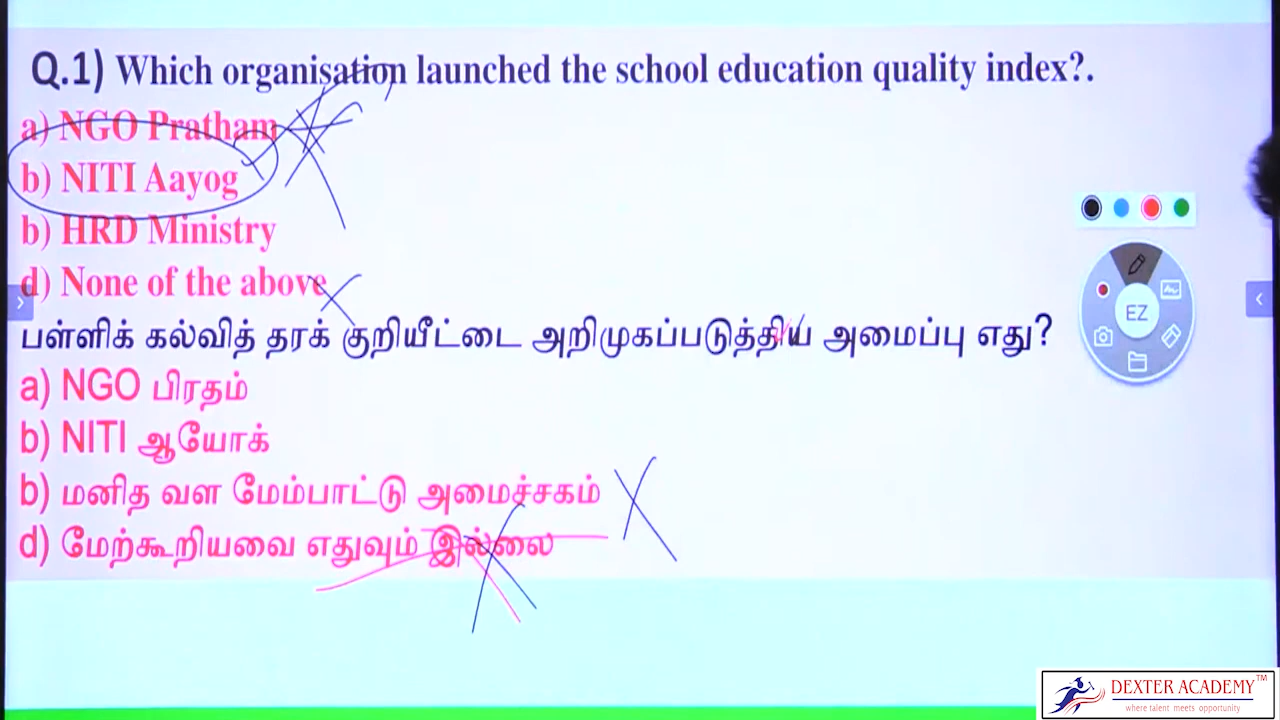 Q.1) Which organisation launched the school education quality index?.
a) NGO Pratham
b) NITI Aayog
b) HRD Ministry
d) None of the above
பள்ளிக் கல்வித் தரக் குறியீட்டை அறிமுகப்படுத்திய அமைப்பு எது?
a) NGO பிரதம்
b) NITI ஆயோக்
b) மனித வள மேம்பாட்டு அமைச்சகம்
d) மேற்கூறியவை எதுவும் இல்லை
EZ
DEXTER ACADEMY™
where talent meets opportunity